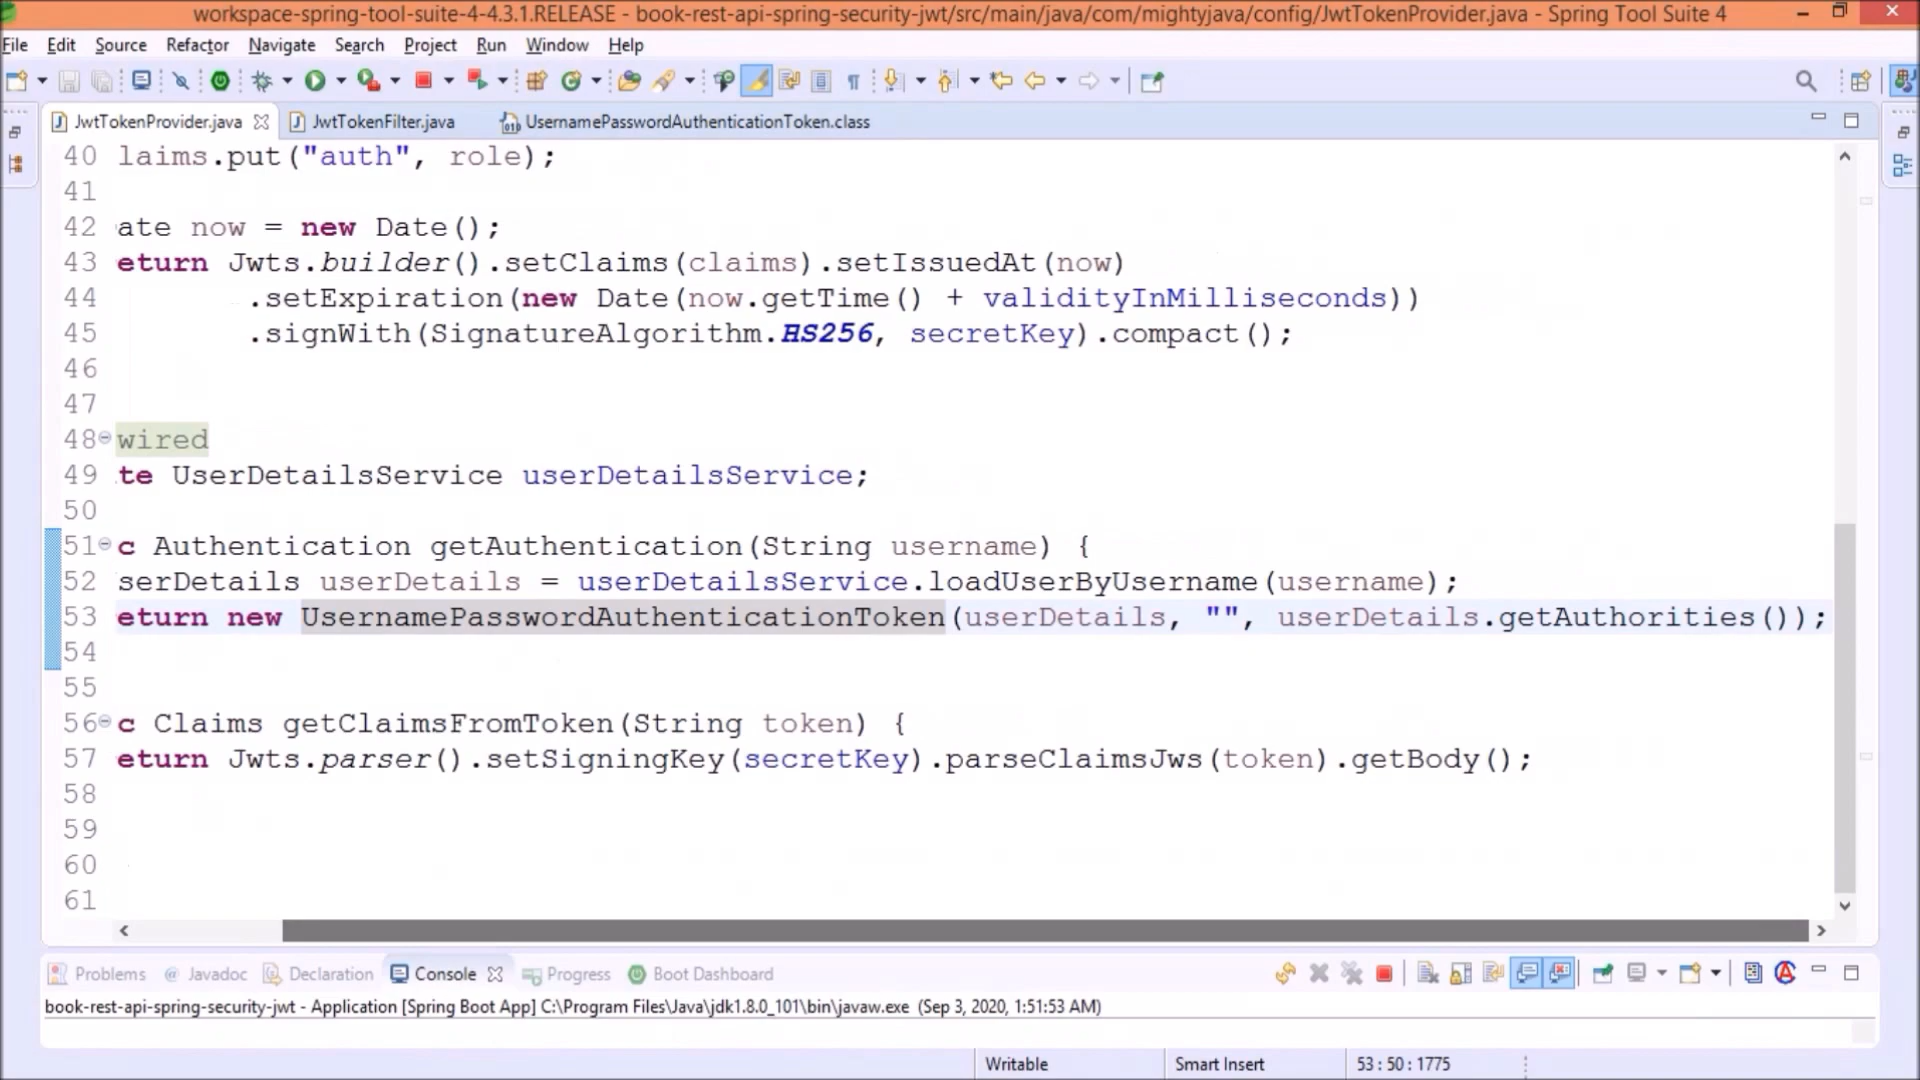 workspace-spring-tool-suite-4-4.3.1.RELEASE - book-rest-api-spring-security-jwt/src/main/java/com/mightyjava/config/JwtTokenProvider.java - Spring Tool Suite 4
File Edit Source Refactor Navigate Search Project Run Window Help
JwtTokenProvider.java JwtTokenFilter.java UsernamePasswordAuthenticationToken.class
40 laims.put("auth", role);
41
42 ate now = new Date();
43 eturn Jwts.builder().setClaims(claims).setIssuedAt(now)
44 .setExpiration(new Date(now.getTime() + validityInMilliseconds))
45 .signWith(SignatureAlgorithm.HS256, secretKey).compact();
46
47
48 wired
49 te UserDetailsService userDetailsService;
50
51 c Authentication getAuthentication(String username) {
52 serDetails userDetails = userDetailsService.loadUserByUsername(username);
53 eturn new UsernamePasswordAuthenticationToken(userDetails, "", userDetails.getAuthorities());
54
55
56 c Claims getClaimsFromToken(String token) {
57 eturn Jwts.parser().setSigningKey(secretKey).parseClaimsJws(token).getBody();
58
59
60
61
Problems Javadoc Declaration Console Progress Boot Dashboard
book-rest-api-spring-security-jwt - Application [Spring Boot App] C:\Program Files\Java\jdk1.8.0_101\bin\javaw.exe (Sep 3, 2020, 1:51:53 AM)
Writable Smart Insert 53 : 50 : 1775